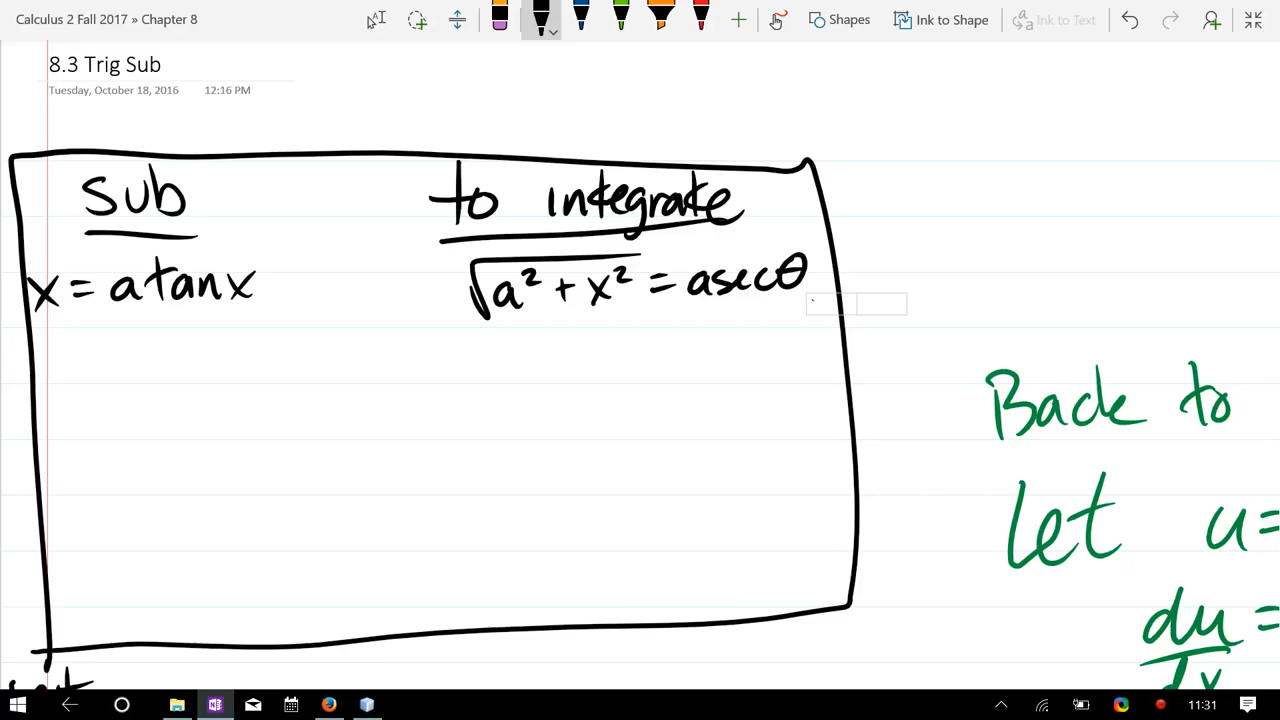 Calculus 2 Fall 2017 » Chapter 8
Shapes
Ink to Shape
Ink to Text
8.3 Trig Sub
Tuesday, October 18, 2016 12:16 PM
Sub to integrate
x = a tan x √(a² + x²) = a sec θ
Back to
Let u =
du =
dx
11:31